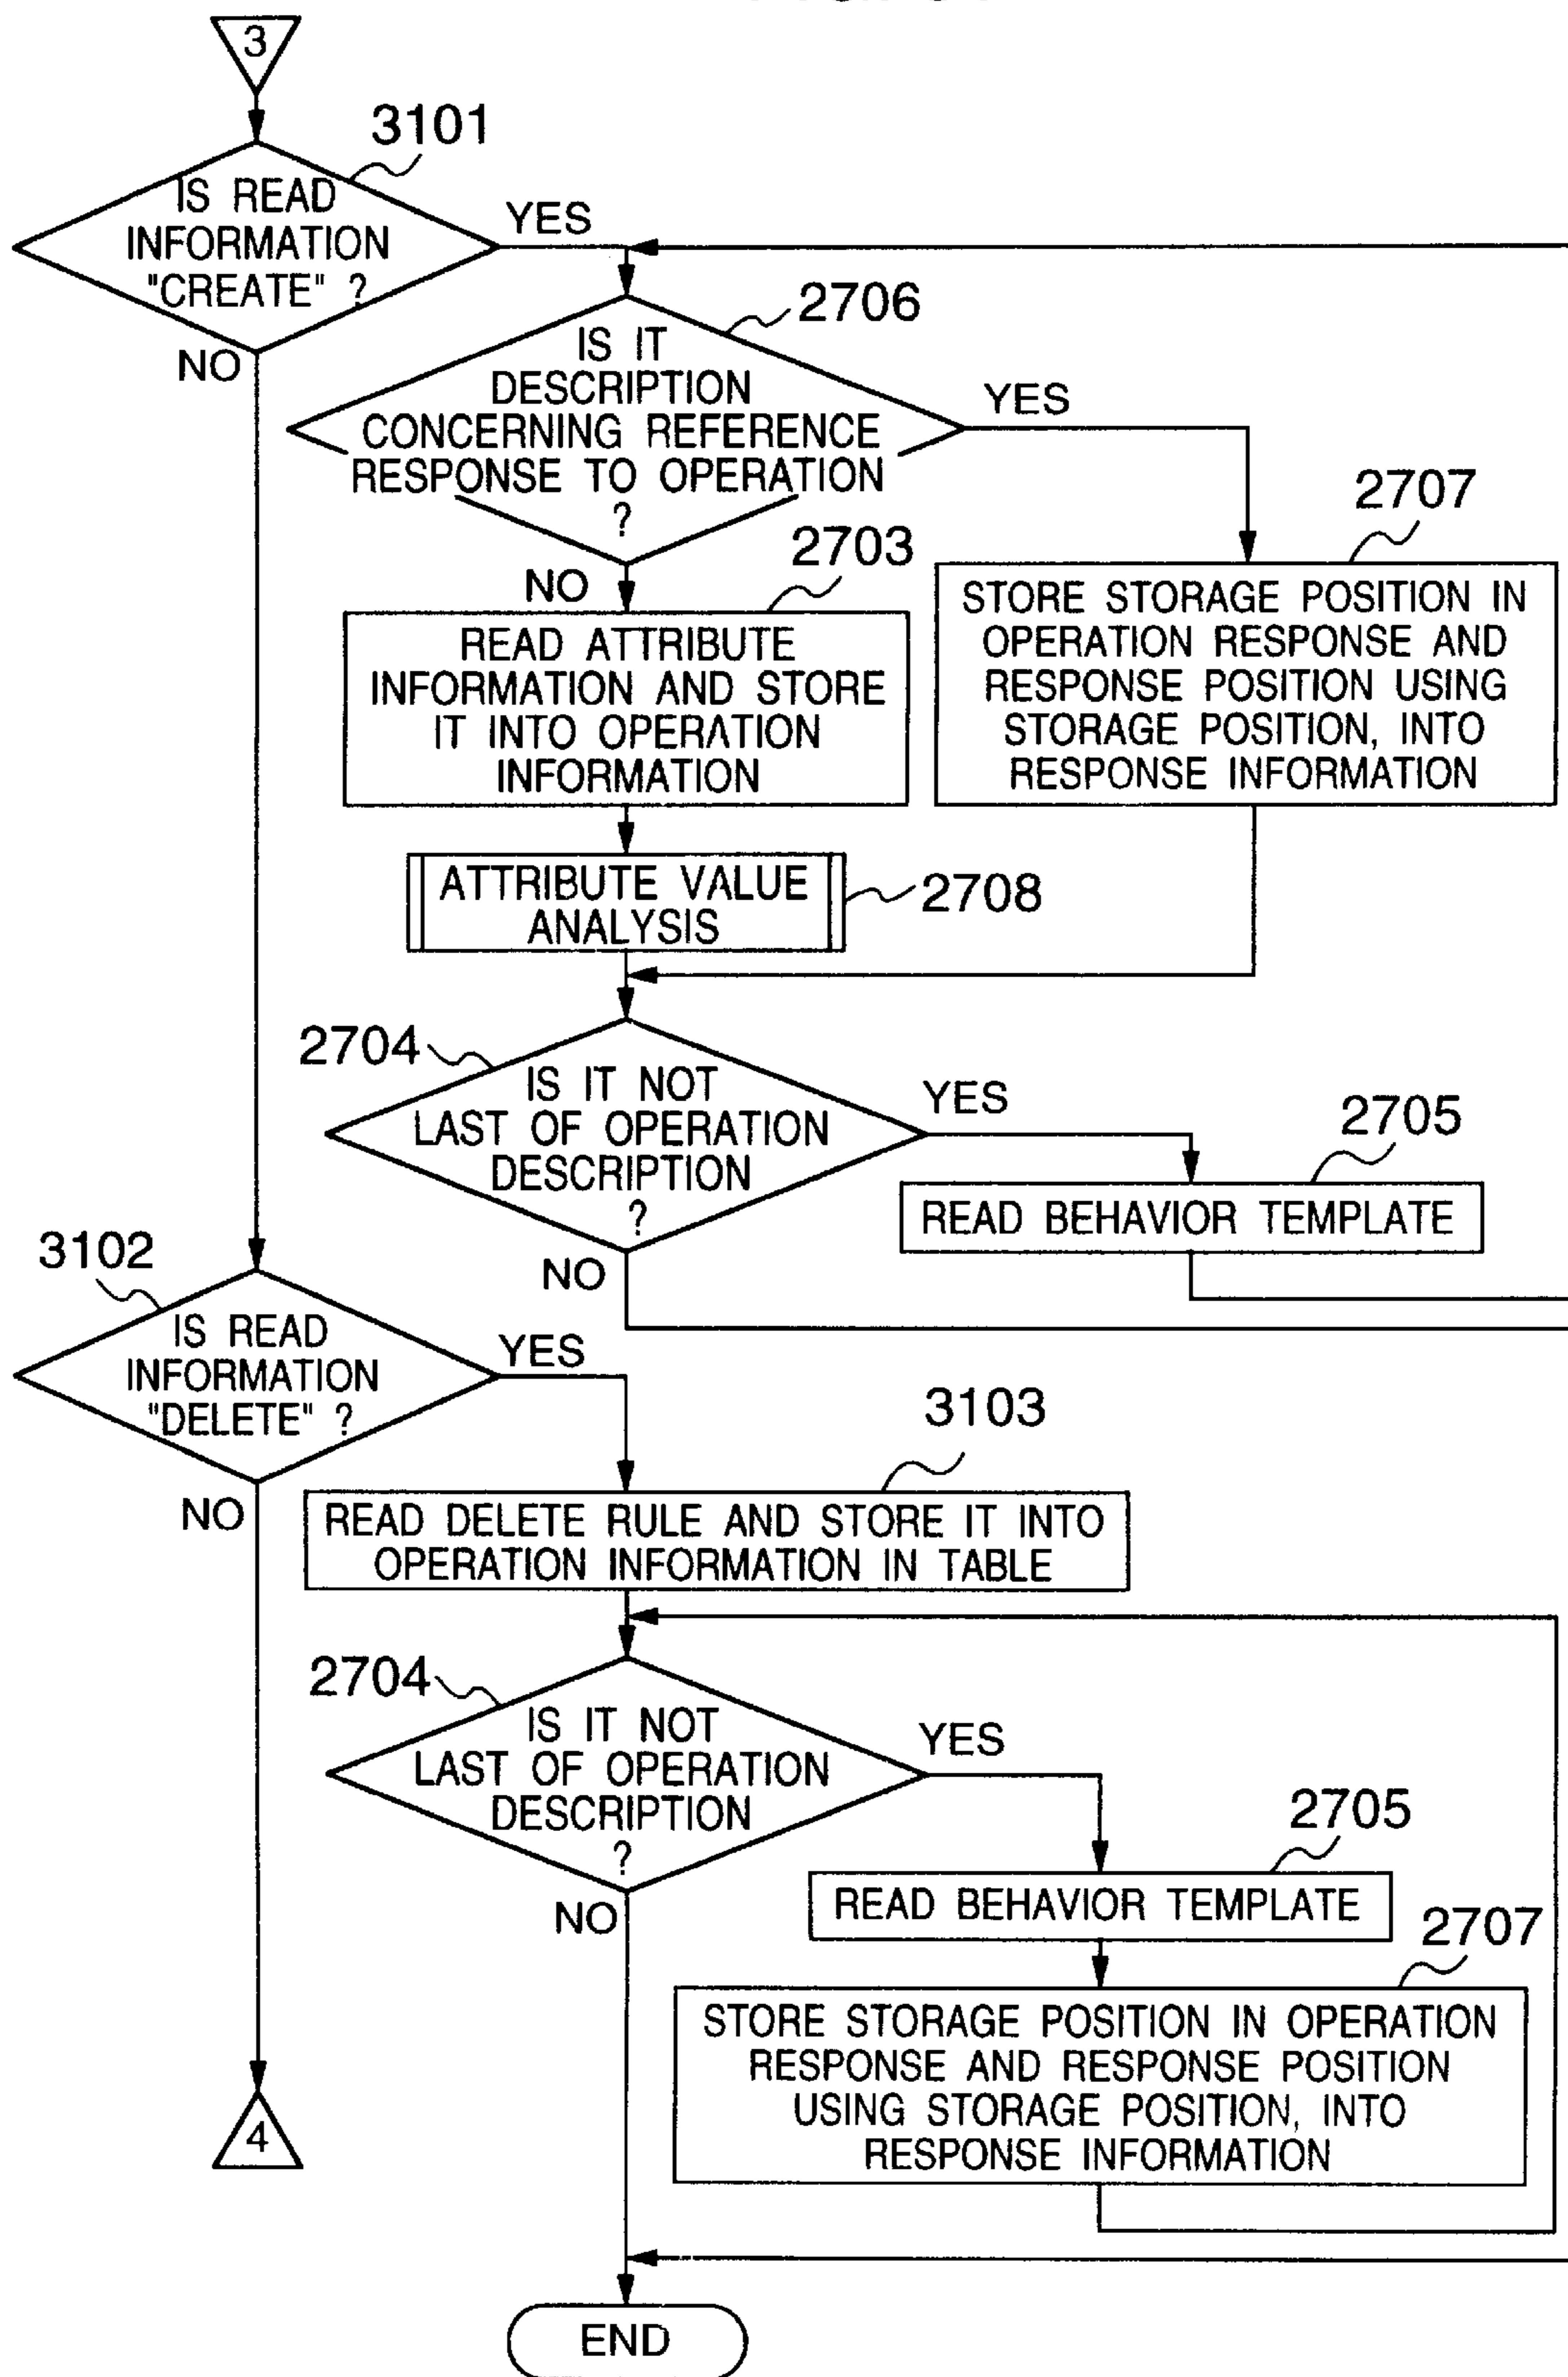 3
3101
IS READ
INFORMATION
"CREATE" ?
YES
NO
2706
IS IT
DESCRIPTION
CONCERNING REFERENCE
RESPONSE TO OPERATION
?
YES
NO
2707
STORE STORAGE POSITION IN
OPERATION RESPONSE AND
RESPONSE POSITION USING
STORAGE POSITION, INTO
RESPONSE INFORMATION
2703
READ ATTRIBUTE
INFORMATION AND STORE
IT INTO OPERATION
INFORMATION
ATTRIBUTE VALUE
ANALYSIS
2708
2704
IS IT NOT
LAST OF OPERATION
DESCRIPTION
?
YES
NO
2705
READ BEHAVIOR TEMPLATE
3102
IS READ
INFORMATION
"DELETE" ?
YES
NO
3103
READ DELETE RULE AND STORE IT INTO
OPERATION INFORMATION IN TABLE
2704
IS IT NOT
LAST OF OPERATION
DESCRIPTION
?
YES
NO
2705
READ BEHAVIOR TEMPLATE
2707
STORE STORAGE POSITION IN OPERATION
RESPONSE AND RESPONSE POSITION
USING STORAGE POSITION, INTO
RESPONSE INFORMATION
4
END